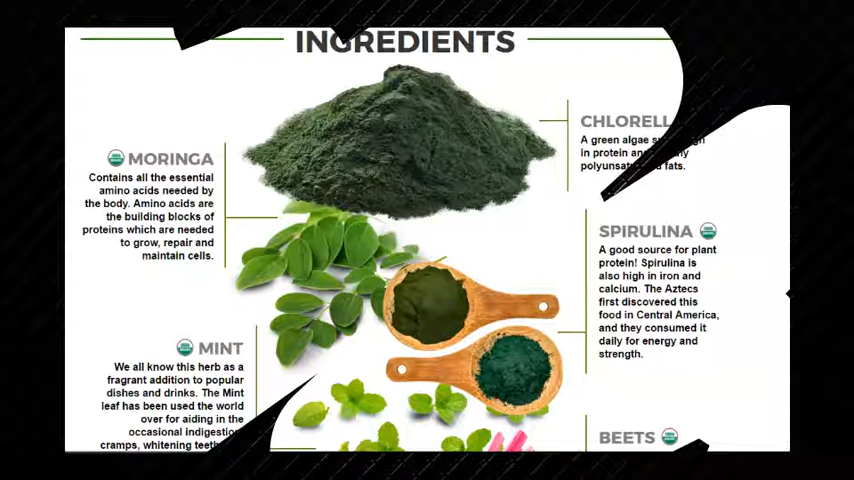 INGREDIENTS
MORINGA
Contains all the essential
amino acids needed by
the body. Amino acids are
the building blocks of
proteins which are needed
to grow, repair and
maintain cells.
MINT
We all know this herb as a
fragrant addition to popular
dishes and drinks. The Mint
leaf has been used the world
over for aiding in the
occasional indigestion
cramps, whitening teeth
CHLORELL
A green algae
in protein
fats.
SPIRULINA
A good source for plant
protein! Spirulina is
also high in iron and
calcium. The Aztecs
first discovered this
food in Central America,
and they consumed it
daily for energy and
strength.
BEETS